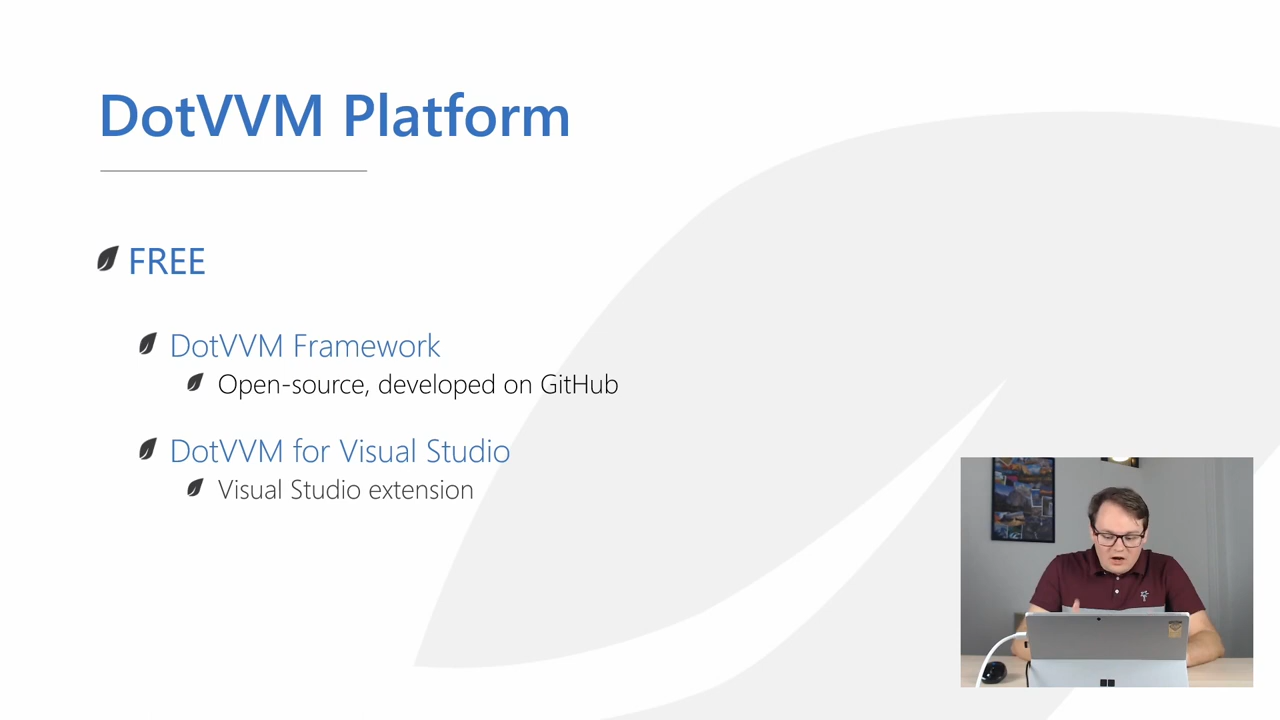 DotVVM Platform
FREE
DotVVM Framework
Open-source, developed on GitHub
DotVVM for Visual Studio
Visual Studio extension